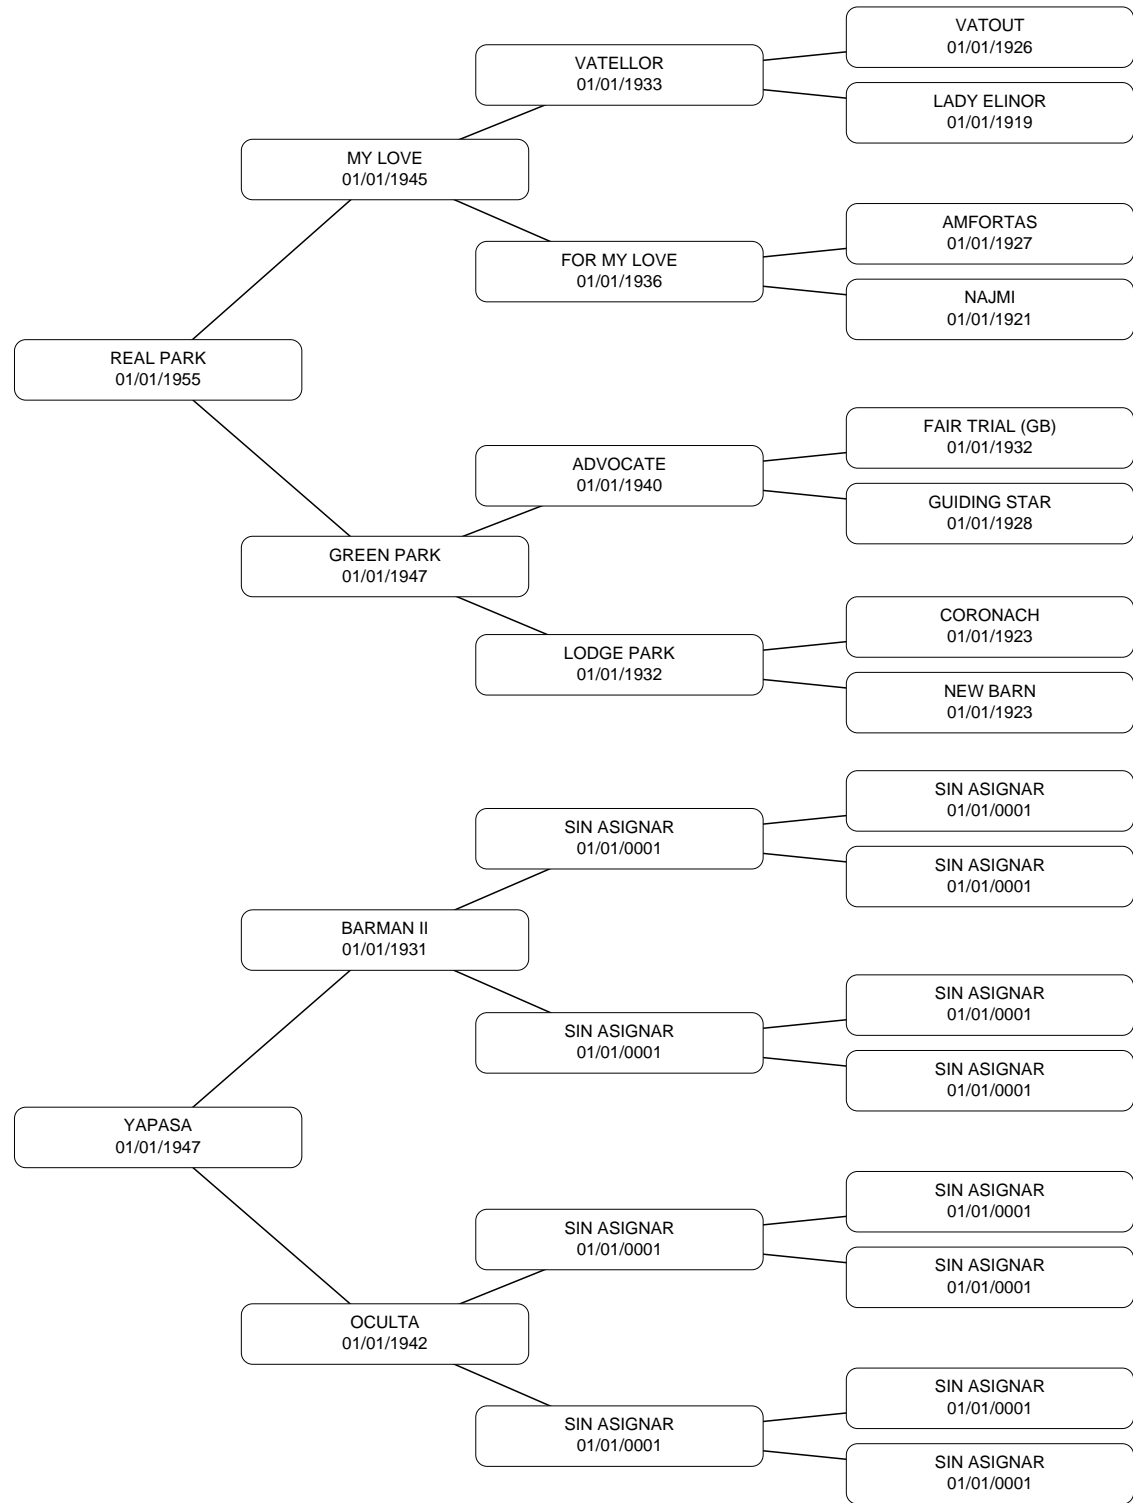 VATOUT
01/01/1926
VATELLOR
01/01/1933
LADY ELINOR
01/01/1919
MY LOVE
01/01/1945
AMFORTAS
01/01/1927
FOR MY LOVE
01/01/1936
NAJMI
01/01/1921
REAL PARK
01/01/1955
FAIR TRIAL (GB)
01/01/1932
ADVOCATE
01/01/1940
GUIDING STAR
01/01/1928
GREEN PARK
01/01/1947
CORONACH
01/01/1923
LODGE PARK
01/01/1932
NEW BARN
01/01/1923
SIN ASIGNAR
01/01/0001
SIN ASIGNAR
01/01/0001
SIN ASIGNAR
01/01/0001
BARMAN II
01/01/1931
SIN ASIGNAR
01/01/0001
SIN ASIGNAR
01/01/0001
SIN ASIGNAR
01/01/0001
YAPASA
01/01/1947
SIN ASIGNAR
01/01/0001
SIN ASIGNAR
01/01/0001
SIN ASIGNAR
01/01/0001
OCULTA
01/01/1942
SIN ASIGNAR
01/01/0001
SIN ASIGNAR
01/01/0001
SIN ASIGNAR
01/01/0001